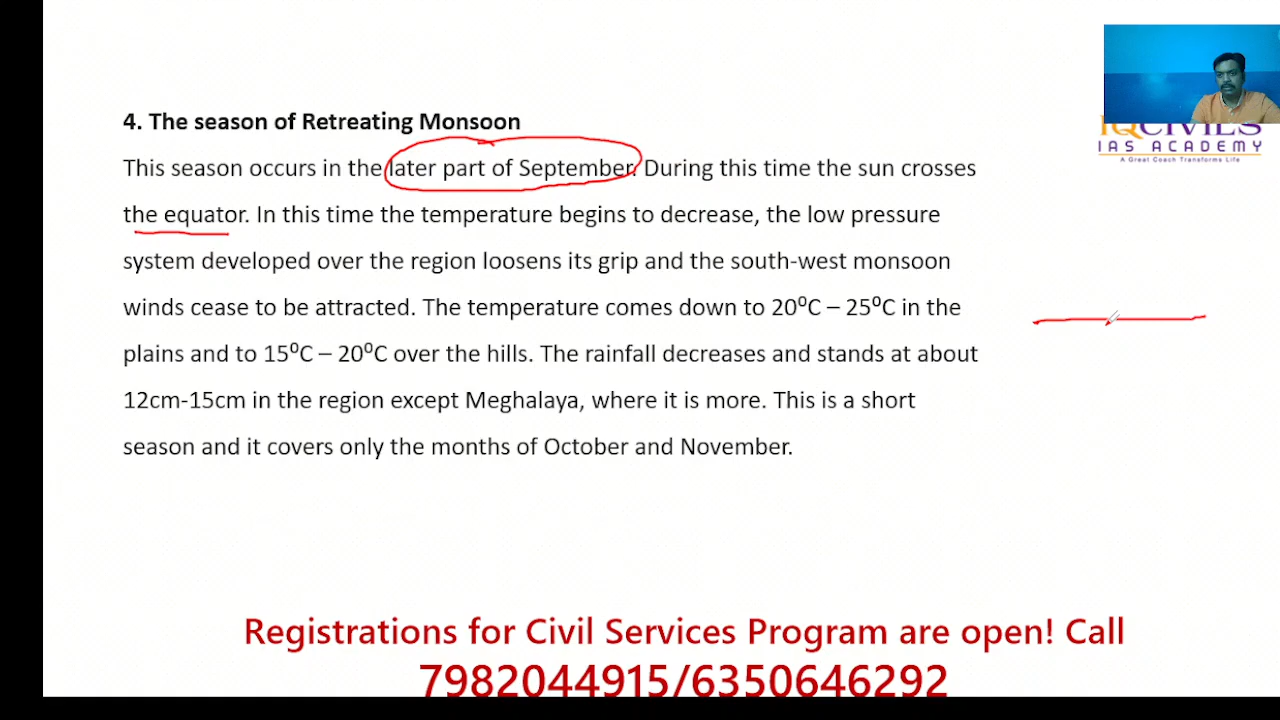 4. The season of Retreating Monsoon
This season occurs in the later part of September. During this time the sun crosses
the equator. In this time the temperature begins to decrease, the low pressure
system developed over the region loosens its grip and the south-west monsoon
winds cease to be attracted. The temperature comes down to 20⁰C – 25⁰C in the
plains and to 15⁰C – 20⁰C over the hills. The rainfall decreases and stands at about
12cm-15cm in the region except Meghalaya, where it is more. This is a short
season and it covers only the months of October and November.
IQCIVILS
IAS ACADEMY
A Great Coach Transforms Life
Registrations for Civil Services Program are open! Call
7982044915/6350646292